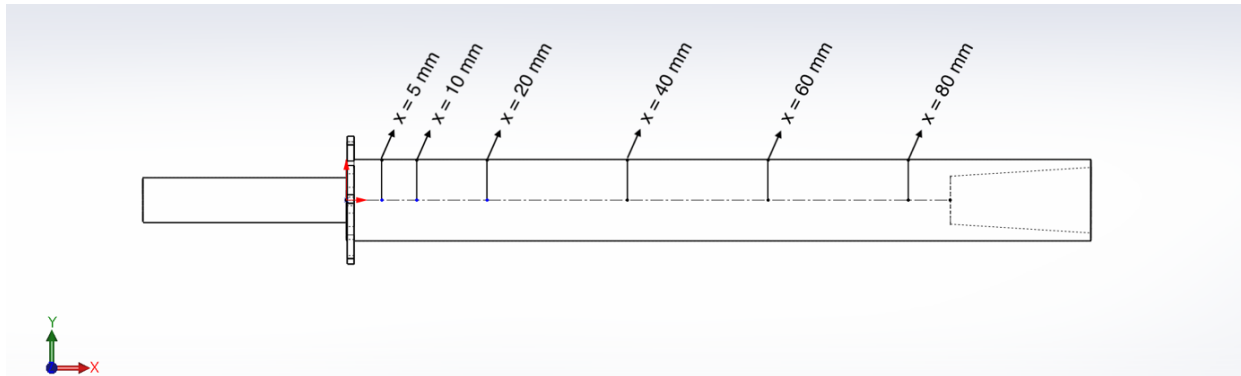 x = 5 mm
x = 10 mm
x = 20 mm
x = 40 mm
x = 60 mm
x = 80 mm
Y
X